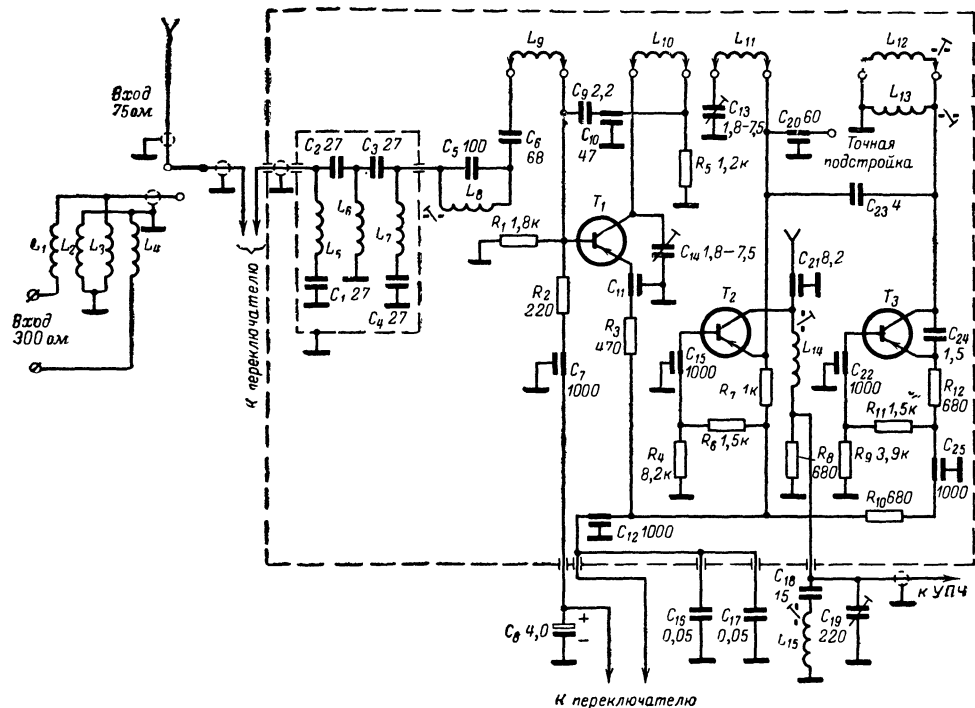 Вход
75 ом
L₁
L₂
L₃
L₄
Вход
300 ом
К переключателю
C₂ 27
C₃ 27
L₅
L₆
L₇
C₁ 27
C₄ 27
C₅ 100
L₈
C₆
68
L₉
C₉ 2,2
C₁₀
47
L₁₀
R₅ 1,2к
L₁₁
C₁₃
1,8–7,5
C₂₀ 60
L₁₂
L₁₃
Точная
подстройка
C₂₃ 4
R₁ 1,8к
T₁
C₁₄ 1,8–7,5
C₁₁
R₂
220
R₃
470
C₇
1000
T₂
C₁₅
1000
R₇ 1к
R₆ 1,5к
R₄
8,2к
C₂₁ 8,2
L₁₄
T₃
C₂₂
1000
C₂₄
1,5
R₁₂
680
R₁₁ 1,5к
R₈
680
R₉ 3,9к
C₂₅
1000
R₁₀ 680
C₁₂ 1000
C₈ 4,0
+
−
C₁₆
0,05
C₁₇
0,05
C₁₈
15
L₁₅
C₁₉
220
к УПЧ
К переключателю